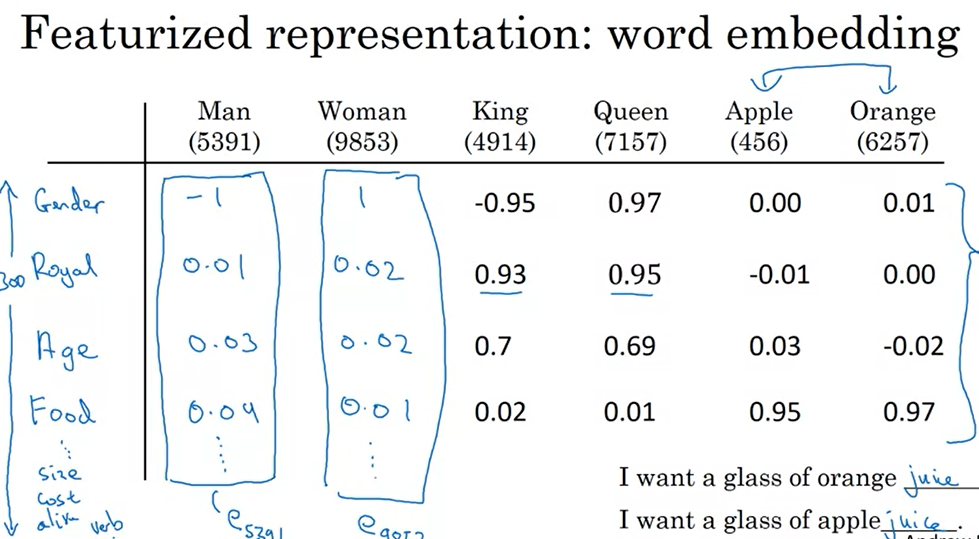 Featurized representation: word embedding
Man Woman King Queen Apple Orange
(5391) (9853) (4914) (7157) (456) (6257)
Gender -1 1 -0.95 0.97 0.00 0.01
300 Royal 0.01 0.02 0.93 0.95 -0.01 0.00
Age 0.03 0.02 0.7 0.69 0.03 -0.02
Food 0.04 0.01 0.02 0.01 0.95 0.97
size
cost
I want a glass of orange juice
alive verb
I want a glass of apple juice.
e5391